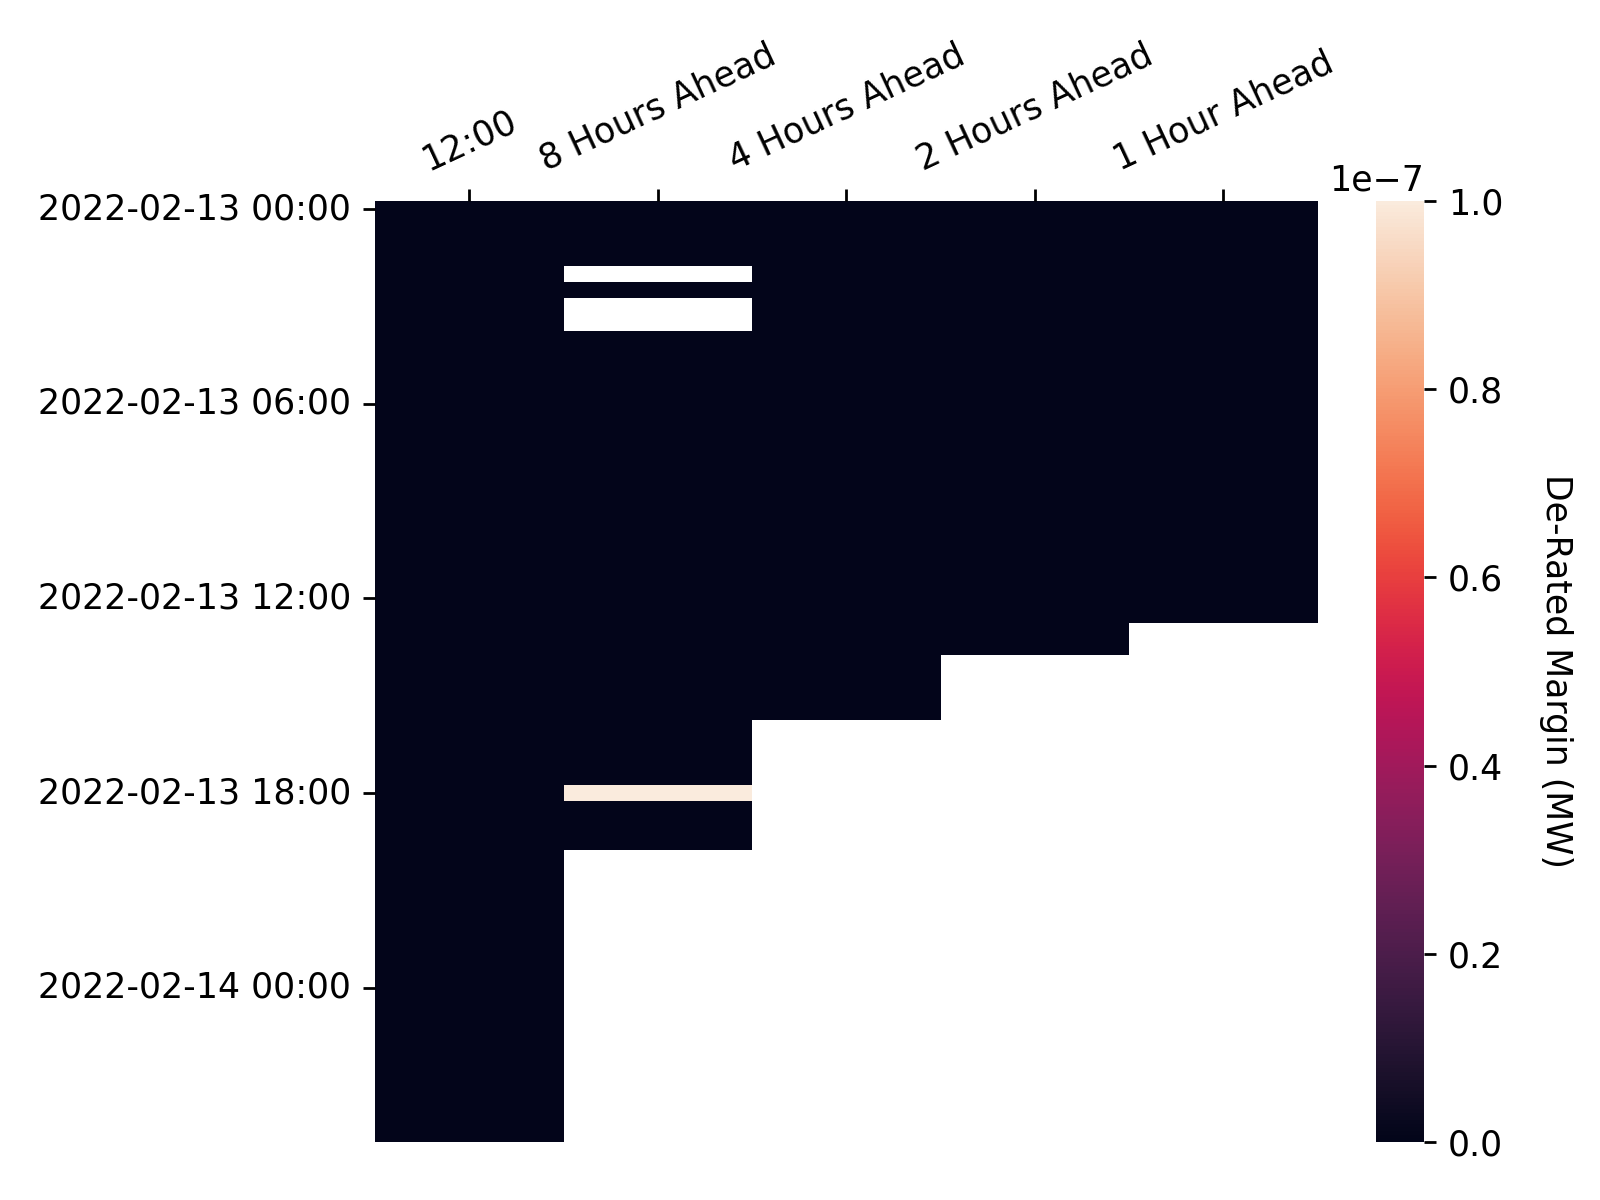 12:00
8 Hours Ahead
4 Hours Ahead
2 Hours Ahead
1 Hour Ahead
2022-02-13 00:00
2022-02-13 06:00
2022-02-13 12:00
2022-02-13 18:00
2022-02-14 00:00
1e−7
1.0
0.8
0.6
0.4
0.2
0.0
De-Rated Margin (MW)